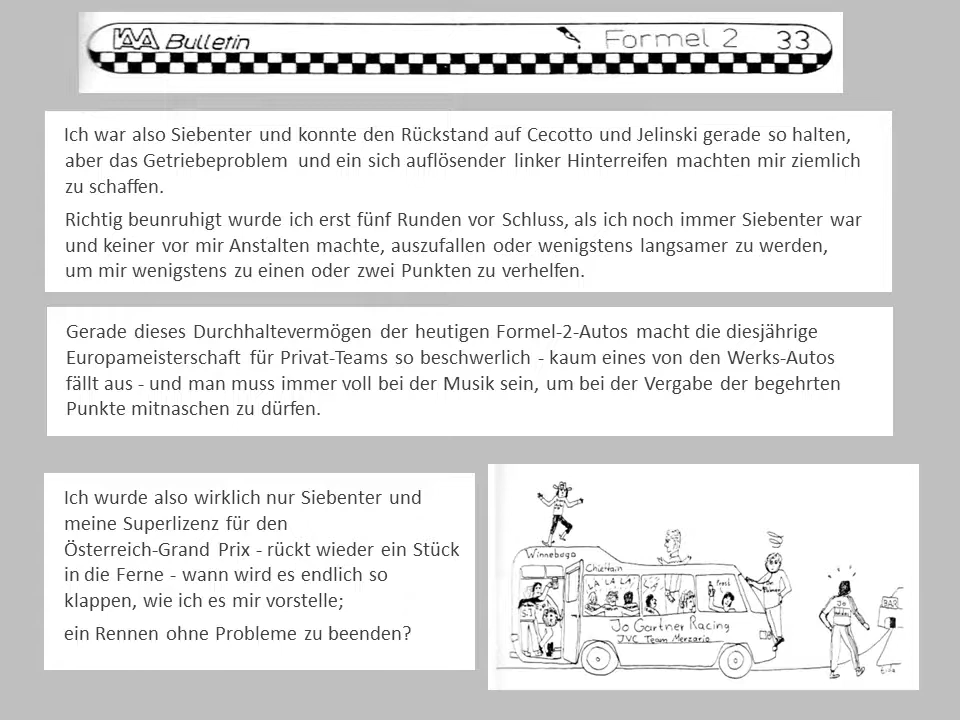 IAA Bulletin
Formel 2 33
Ich war also Siebenter und konnte den Rückstand auf Cecotto und Jelinski gerade so halten,
aber das Getriebeproblem und ein sich auflösender linker Hinterreifen machten mir ziemlich
zu schaffen.
Richtig beunruhigt wurde ich erst fünf Runden vor Schluss, als ich noch immer Siebenter war
und keiner vor mir Anstalten machte, auszufallen oder wenigstens langsamer zu werden,
um mir wenigstens zu einen oder zwei Punkten zu verhelfen.
Gerade dieses Durchhaltevermögen der heutigen Formel-2-Autos macht die diesjährige
Europameisterschaft für Privat-Teams so beschwerlich - kaum eines von den Werks-Autos
fällt aus - und man muss immer voll bei der Musik sein, um bei der Vergabe der begehrten
Punkte mitnaschen zu dürfen.
Ich wurde also wirklich nur Siebenter und
meine Superlizenz für den
Österreich-Grand Prix - rückt wieder ein Stück
in die Ferne - wann wird es endlich so
klappen, wie ich es mir vorstelle;
ein Rennen ohne Probleme zu beenden?
Winnebago
Chieftain
LA LA LA
Prost
Jo Gartner Racing
JVC Team Merzario
Jo
BAR